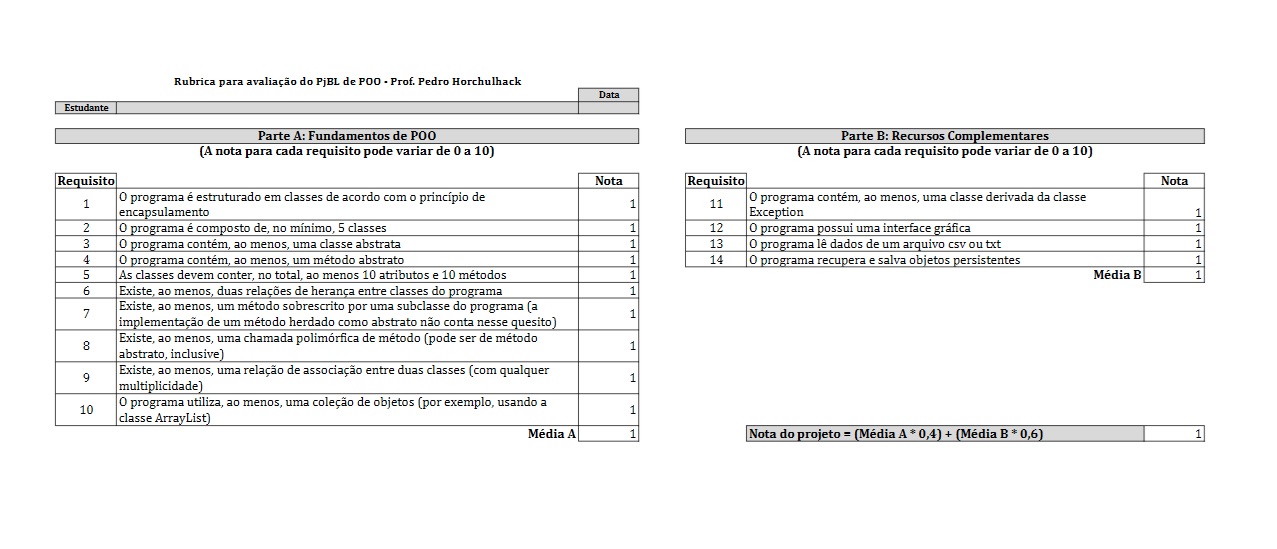 Rubrica para avaliação do PjBL de POO - Prof. Pedro Horchulhack
Data
Estudante
Parte A: Fundamentos de POO
(A nota para cada requisito pode variar de 0 a 10)
Requisito Nota
1 O programa é estruturado em classes de acordo com o princípio de
encapsulamento 1
2 O programa é composto de, no mínimo, 5 classes 1
3 O programa contém, ao menos, uma classe abstrata 1
4 O programa contém, ao menos, um método abstrato 1
5 As classes devem conter, no total, ao menos 10 atributos e 10 métodos 1
6 Existe, ao menos, duas relações de herança entre classes do programa 1
7 Existe, ao menos, um método sobrescrito por uma subclasse do programa (a
implementação de um método herdado como abstrato não conta nesse quesito) 1
8 Existe, ao menos, uma chamada polimórfica de método (pode ser de método
abstrato, inclusive) 1
9 Existe, ao menos, uma relação de associação entre duas classes (com qualquer
multiplicidade) 1
10 O programa utiliza, ao menos, uma coleção de objetos (por exemplo, usando a
classe ArrayList) 1
Média A 1
Parte B: Recursos Complementares
(A nota para cada requisito pode variar de 0 a 10)
Requisito Nota
11 O programa contém, ao menos, uma classe derivada da classe
Exception 1
12 O programa possui uma interface gráfica 1
13 O programa lê dados de um arquivo csv ou txt 1
14 O programa recupera e salva objetos persistentes 1
Média B 1
Nota do projeto = (Média A * 0,4) + (Média B * 0,6) 1